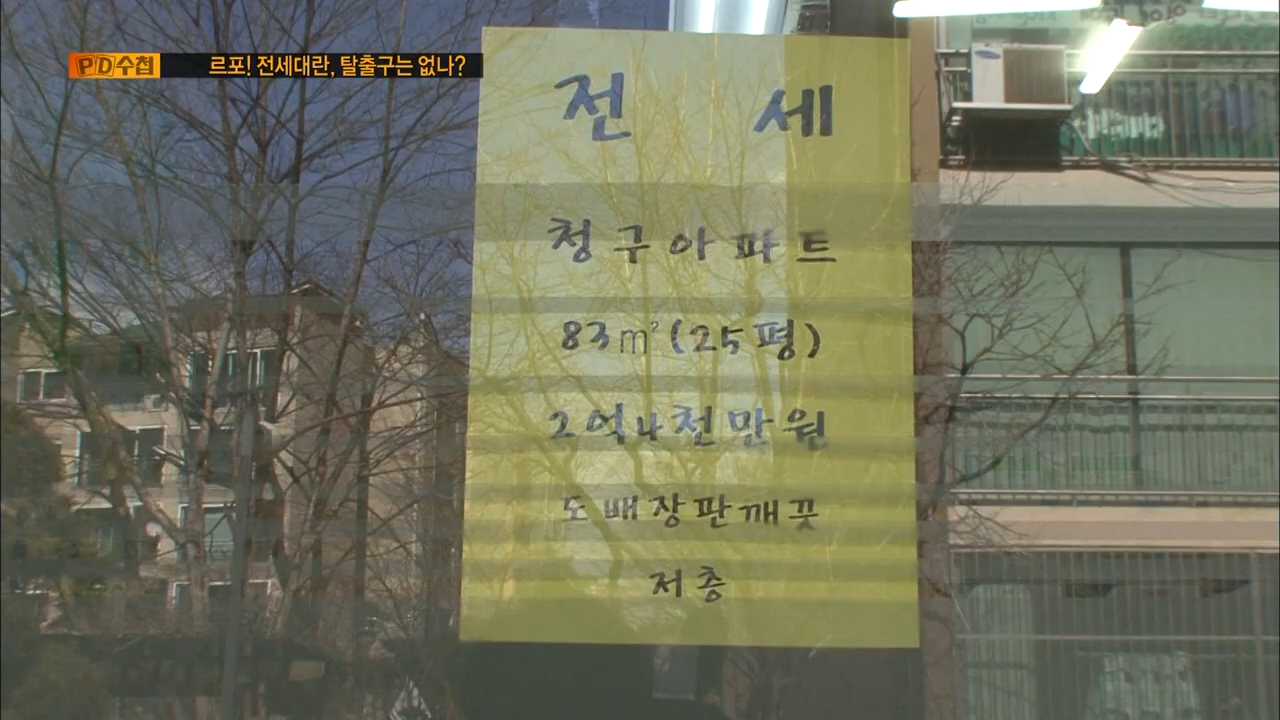 PD수첩 르포! 전세대란, 탈출구는 없나?
전 세
청구아파트
83㎡(25평)
2억4천만원
도배장판깨끗
저층